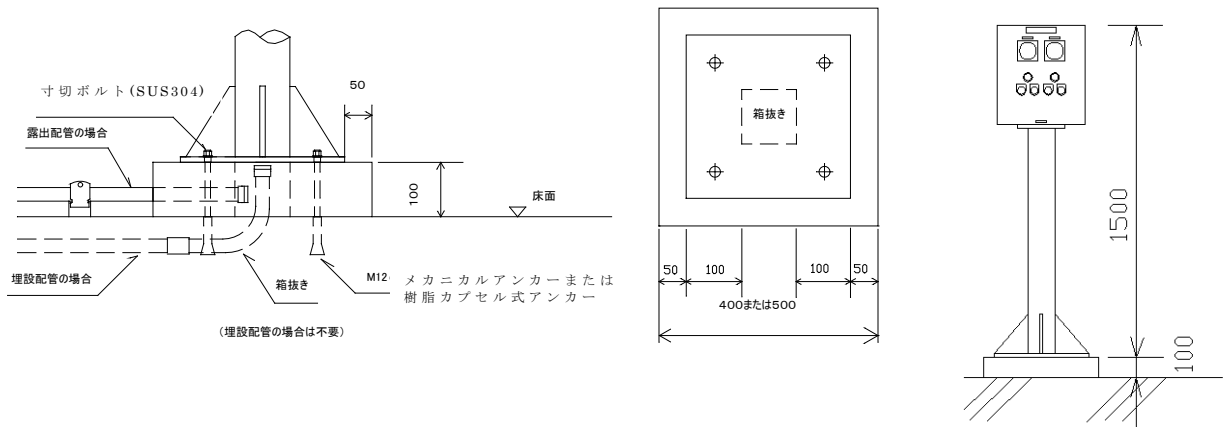 寸切ボルト(SUS304)
50
露出配管の場合
100
床面
埋設配管の場合
箱抜き
M12
メカニカルアンカーまたは
樹脂カプセル式アンカー
(埋設配管の場合は不要)
箱抜き
50
100
100
50
400または500
1500
100